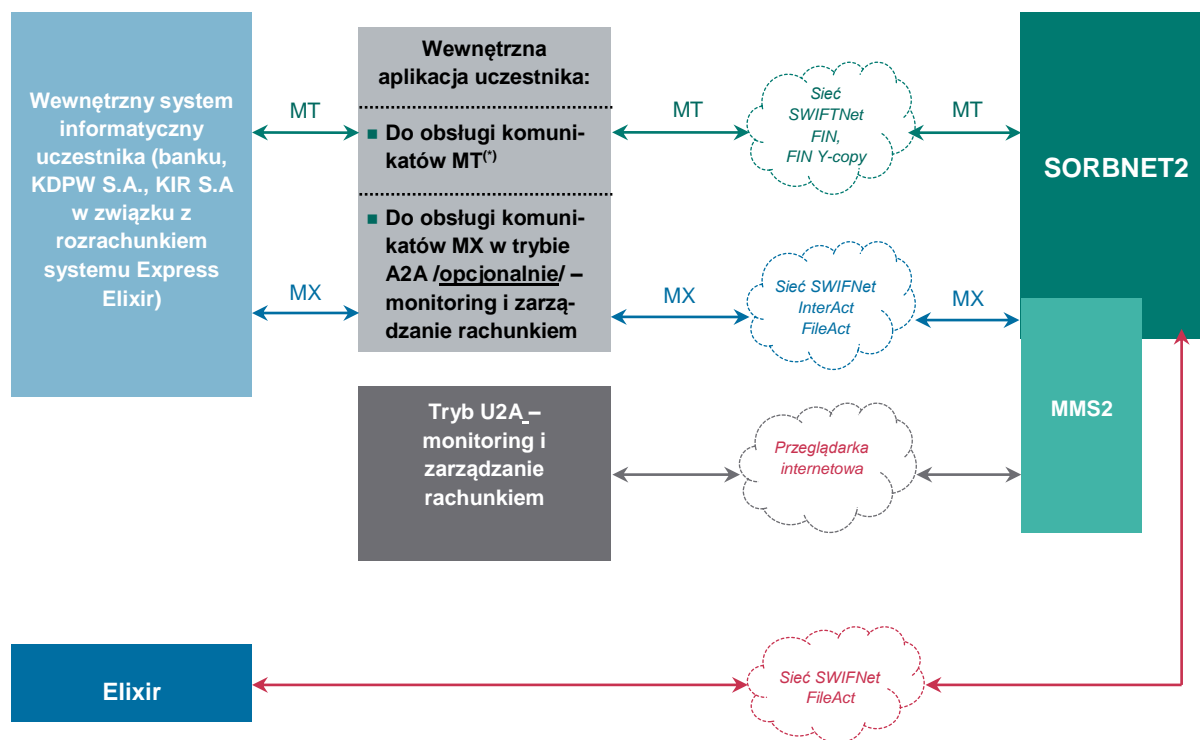 Wewnętrzny system
informatyczny
uczestnika (banku,
KDPW S.A., KIR S.A
w związku z
rozrachunkiem
systemu Express
Elixir)
MT
MX
Wewnętrzna
aplikacja uczestnika:
■ Do obsługi komuni-
katów MT(*)
■ Do obsługi komuni-
katów MX w trybie
A2A /opcjonalnie/ –
monitoring i zarzą-
dzanie rachunkiem
MT
Sieć
SWIFTNet
FIN,
FIN Y-copy
MT
MX
Sieć SWIFNet
InterAct
FileAct
MX
SORBNET2
MMS2
Tryb U2A –
monitoring i
zarządzanie
rachunkiem
Przeglądarka
internetowa
Elixir
Sieć SWIFNet
FileAct